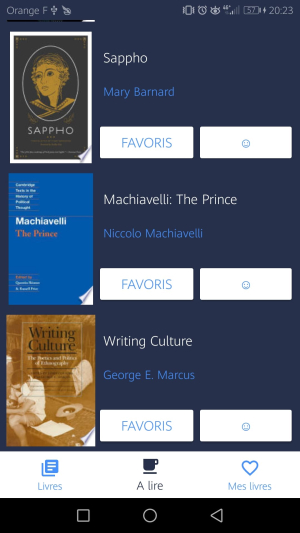 Orange F 57 20:23
SAPPHO
Sappho
Mary Barnard
FAVORIS ☺
Cambridge
Texts in the
History of
Political
Thought
Machiavelli
The Prince
Edited by
Quentin Skinner
& Russell Price
Machiavelli: The Prince
Niccolo Machiavelli
FAVORIS ☺
Writing
Culture
The Poetics and Politics
of Ethnography
Writing Culture
George E. Marcus
FAVORIS ☺
Livres A lire Mes livres